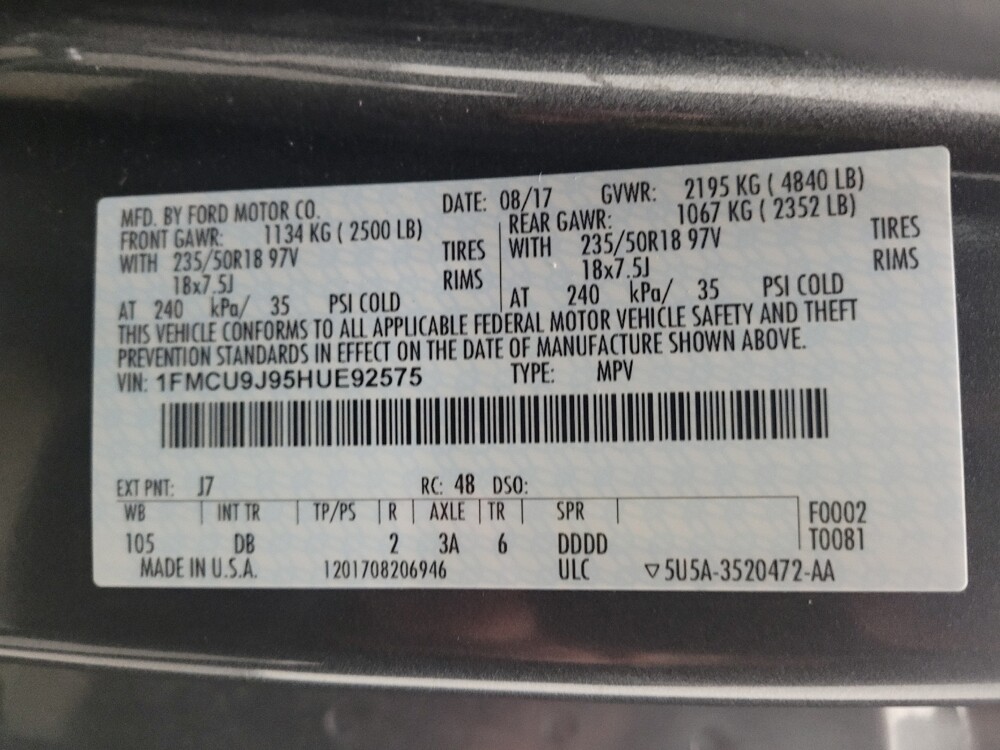 MFD. BY FORD MOTOR CO. DATE: 08/17 GVWR: 2195 KG ( 4840 LB)
FRONT GAWR: 1134 KG ( 2500 LB) REAR GAWR: 1067 KG ( 2352 LB)
WITH 235/50R18 97V TIRES WITH 235/50R18 97V TIRES
18x7.5J RIMS 18x7.5J RIMS
AT 240 kPa/ 35 PSI COLD AT 240 kPa/ 35 PSI COLD
THIS VEHICLE CONFORMS TO ALL APPLICABLE FEDERAL MOTOR VEHICLE SAFETY AND THEFT
PREVENTION STANDARDS IN EFFECT ON THE DATE OF MANUFACTURE SHOWN ABOVE.
VIN: 1FMCU9J95HUE92575 TYPE: MPV
EXT PNT: J7 RC: 48 DSO:
WB INT TR TP/PS R AXLE TR SPR F0002
105 DB 2 3A 6 DDDD T0081
MADE IN U.S.A. 1201708206946 ULC ▽5U5A-3520472-AA